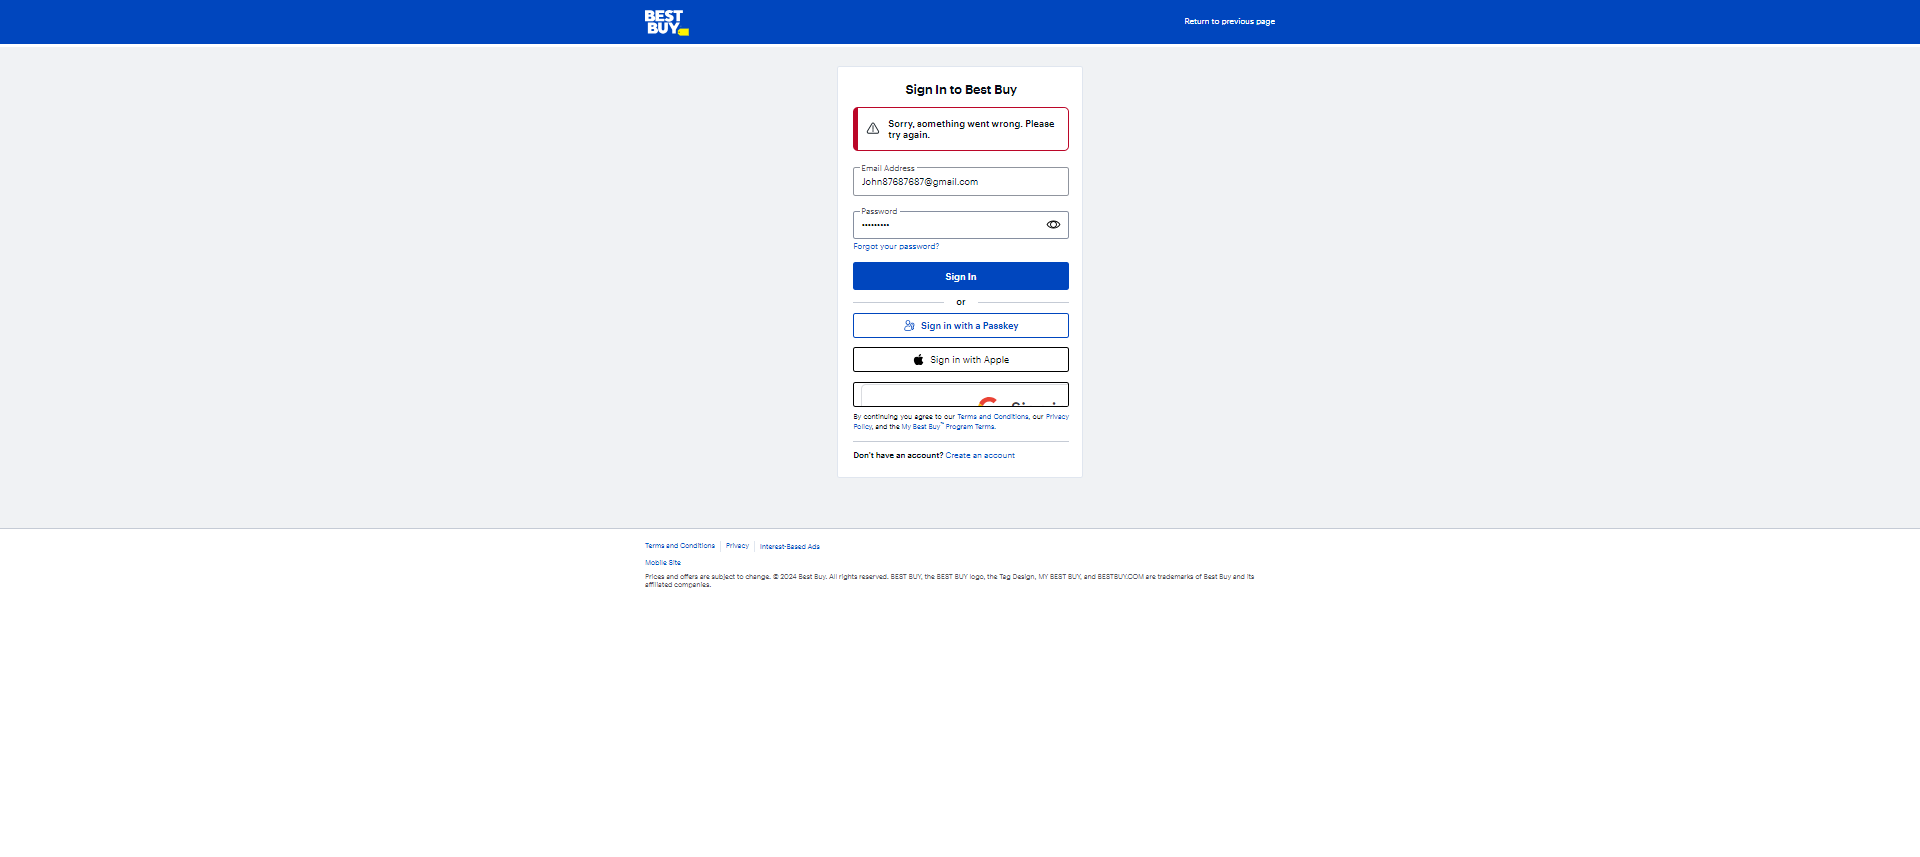 BEST
BUY
Return to previous page
Sign In to Best Buy
Sorry, something went wrong. Please
try again.
Email Address
John87687687@gmail.com
Password
•••••••••
Forgot your password?
Sign In
or
Sign in with a Passkey
Sign in with Apple
By continuing you agree to our Terms and Conditions, our Privacy
Policy, and the My Best Buy™ Program Terms.
Don't have an account? Create an account
Terms and Conditions
Privacy
Interest-Based Ads
Mobile Site
Prices and offers are subject to change. © 2024 Best Buy. All rights reserved. BEST BUY, the BEST BUY logo, the Tag Design, MY BEST BUY, and BESTBUY.COM are trademarks of Best Buy and its
affiliated companies.